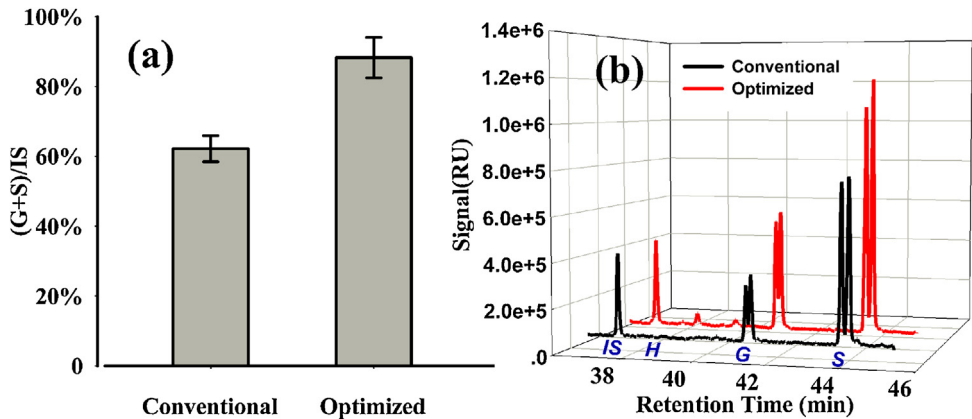 100%
80%
60%
40%
20%
0
(G+S)/IS
(a)
Conventional
Optimized
1.4e+6
1.2e+6
1.0e+6
8.0e+5
6.0e+5
4.0e+5
2.0e+5
.0
Signal(RU)
(b)
Conventional
Optimized
IS H G S
38 40 42 44 46
Retention Time (min)